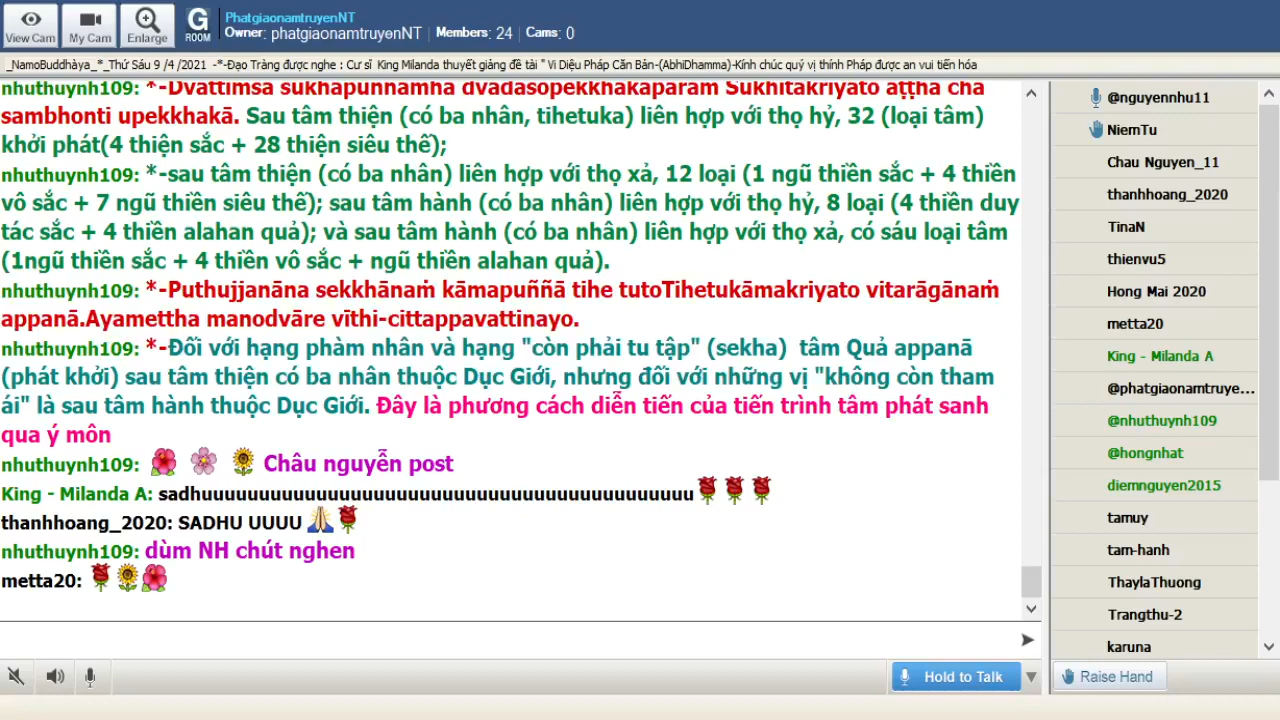 PhatgiaonamtruyenNT
Owner: phatgiaonamtruyenNT | Members: 24 | Cams: 0
View Cam
My Cam
Enlarge
G ROOM
_NamoBuddhàya_*_Thứ Sáu 9 /4 /2021 -*-Đạo Tràng được nghe : Cư sĩ King Milanda thuyết giảng đề tài " Vi Diệu Pháp Căn Bản-(AbhiDhamma)-Kính chúc quý vị thính Pháp được an vui tiến hóa
nhuthuynh109: *-Dvattimsa sukhapunnamha dvadasopekkhakaparam Sukhitakriyato aṭṭha cha
sambhonti upekkhakā. Sau tâm thiện (có ba nhân, tihetuka) liên hợp với thọ hỷ, 32 (loại tâm)
khởi phát(4 thiện sắc + 28 thiện siêu thế);
nhuthuynh109: *-sau tâm thiện (có ba nhân) liên hợp với thọ xả, 12 loại (1 ngũ thiền sắc + 4 thiền
vô sắc + 7 ngũ thiền siêu thế); sau tâm hành (có ba nhân) liên hợp với thọ hỷ, 8 loại (4 thiền duy
tác sắc + 4 thiền alahan quả); và sau tâm hành (có ba nhân) liên hợp với thọ xả, có sáu loại tâm
(1ngũ thiền sắc + 4 thiền vô sắc + ngũ thiền alahan quả).
nhuthuynh109: *-Puthujjanāna sekkhānaṁ kāmapuññā tihe tutoTihetukāmakriyato vitarāgānaṁ
appanā.Ayamettha manodvāre vīthi-cittappavattinayo.
nhuthuynh109: *-Đối với hạng phàm nhân và hạng "còn phải tu tập" (sekha) tâm Quả appanā
(phát khởi) sau tâm thiện có ba nhân thuộc Dục Giới, nhưng đối với những vị "không còn tham
ái" là sau tâm hành thuộc Dục Giới. Đây là phương cách diễn tiến của tiến trình tâm phát sanh
qua ý môn
nhuthuynh109: 🌺 🌸 🌻 Châu nguyễn post
King - Milanda A: sadhuuuuuuuuuuuuuuuuuuuuuuuuuuuuuuuuuuuuuuuuuuu🌹🌹🌹
thanhhoang_2020: SADHU UUUU 🙏🌹
nhuthuynh109: dùm NH chút nghen
metta20: 🌹🌻🌺
Hold to Talk
@nguyennhu11
NiemTu
Chau Nguyen_11
thanhhoang_2020
TinaN
thienvu5
Hong Mai 2020
metta20
King - Milanda A
@phatgiaonamtruye...
@nhuthuynh109
@hongnhat
diemnguyen2015
tamuy
tam-hanh
ThaylaThuong
Trangthu-2
karuna
Raise Hand